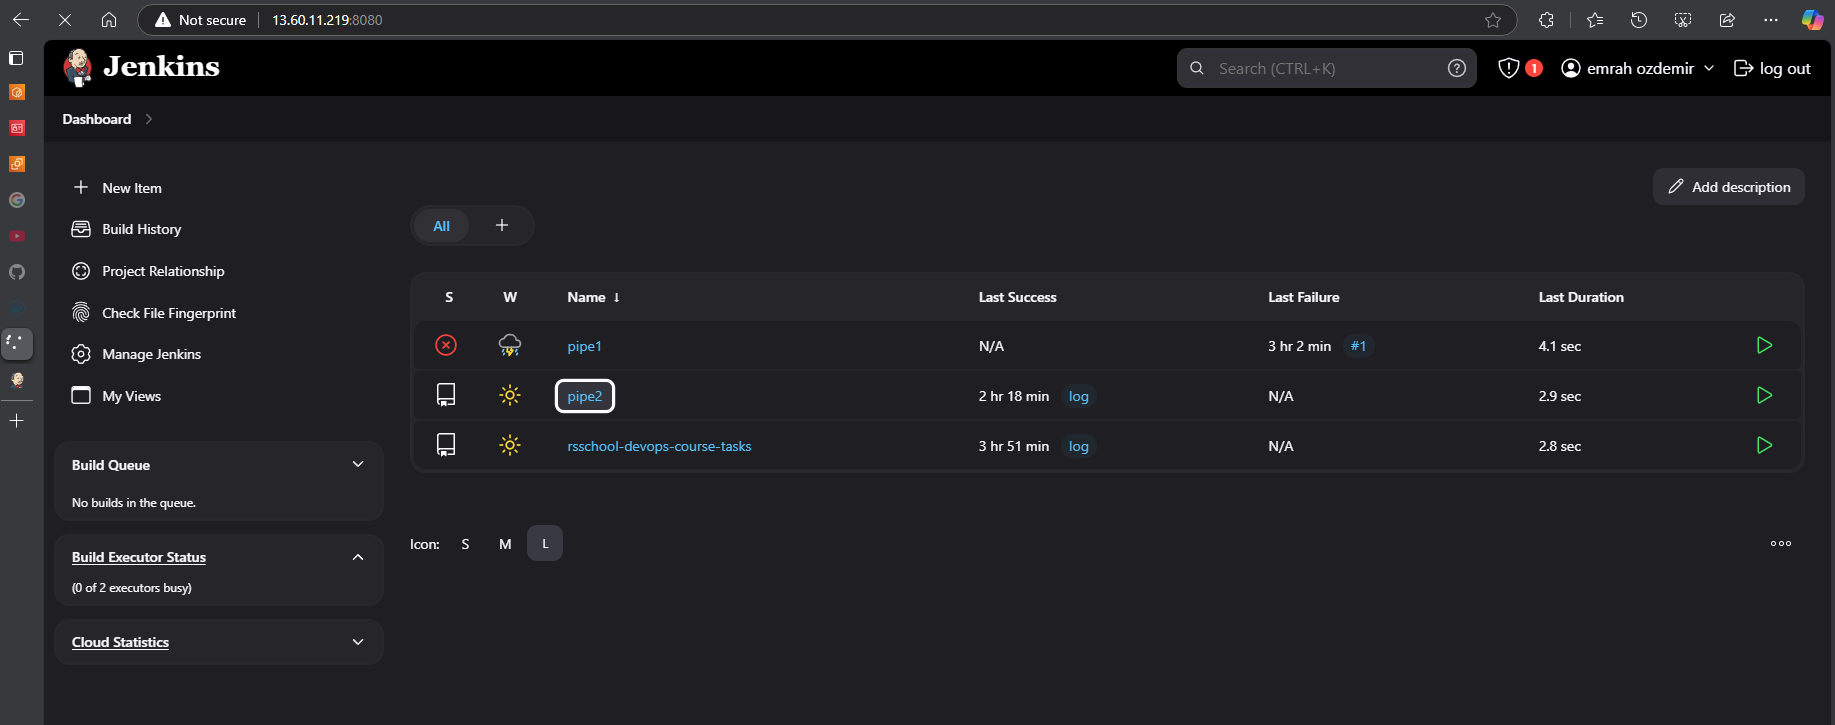 Not secure 13.60.11.219:8080
Jenkins
Search (CTRL+K)
1
emrah ozdemir
log out
Dashboard
New Item
Build History
Project Relationship
Check File Fingerprint
Manage Jenkins
My Views
Build Queue
No builds in the queue.
Build Executor Status
(0 of 2 executors busy)
Cloud Statistics
Add description
All +
S W Name ↓ Last Success Last Failure Last Duration
pipe1 N/A 3 hr 2 min #1 4.1 sec
pipe2 2 hr 18 min log N/A 2.9 sec
rsschool-devops-course-tasks 3 hr 51 min log N/A 2.8 sec
Icon: S M L